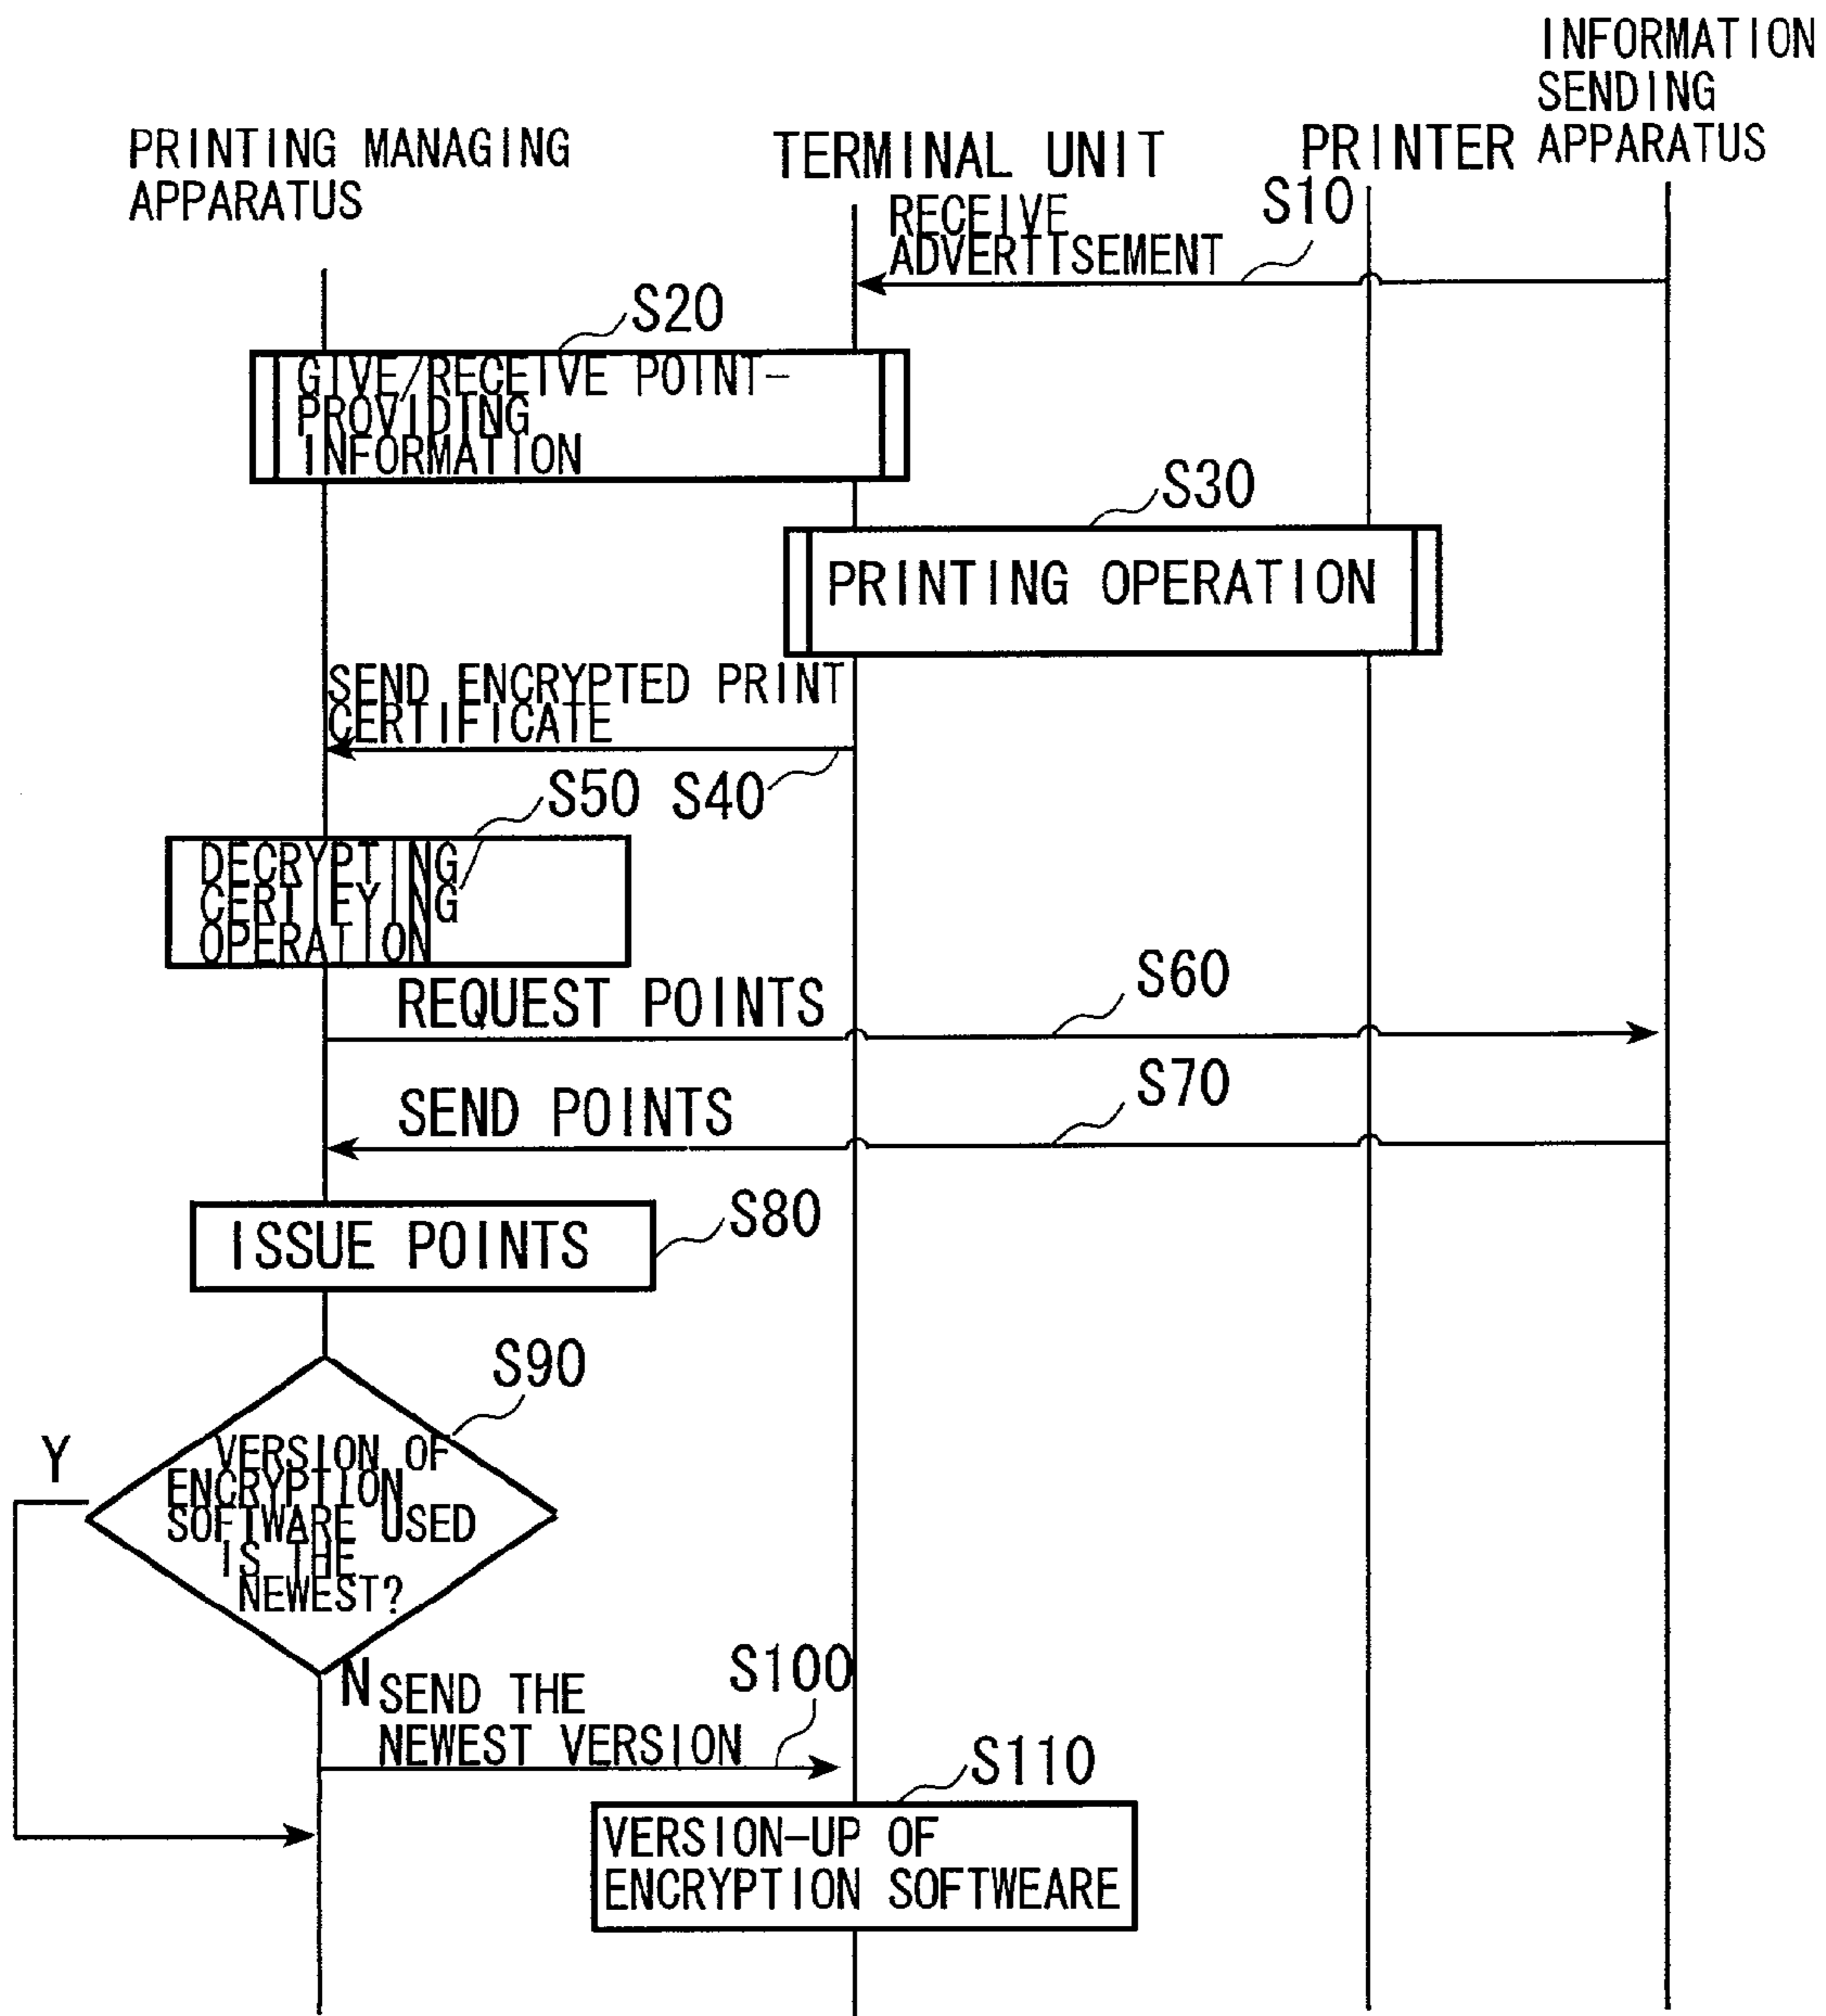 INFORMATION
SENDING
APPARATUS
PRINTING MANAGING
APPARATUS
TERMINAL UNIT
PRINTER
RECEIVE
ADVERTISEMENT
S10
S20
GIVE/RECEIVE POINT-
PROVIDING
INFORMATION
S30
PRINTING OPERATION
SEND ENCRYPTED PRINT
CERTIFICATE
S40
S50
DECRYPTING
CERTIFYING
OPERATION
REQUEST POINTS
S60
SEND POINTS
S70
ISSUE POINTS
S80
S90
Y
VERSION OF
ENCRYPTION
SOFTWARE USED
IS THE
NEWEST?
N
SEND THE
NEWEST VERSION
S100
S110
VERSION-UP OF
ENCRYPTION SOFTWEARE